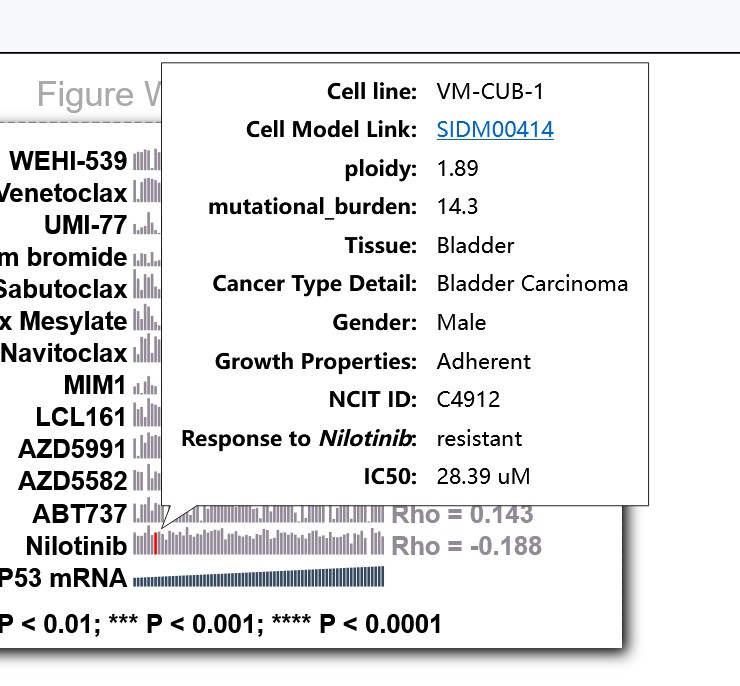 Figure
Cell line: VM-CUB-1
Cell Model Link: SIDM00414
ploidy: 1.89
mutational_burden: 14.3
Tissue: Bladder
Cancer Type Detail: Bladder Carcinoma
Gender: Male
Growth Properties: Adherent
NCIT ID: C4912
Response to Nilotinib: resistant
IC50: 28.39 uM
WEHI-539
Venetoclax
UMI-77
m bromide
Sabutoclax
x Mesylate
Navitoclax
MIM1
LCL161
AZD5991
AZD5582
ABT737 Rho = 0.143
Nilotinib Rho = -0.188
P53 mRNA
P < 0.01; *** P < 0.001; **** P < 0.0001